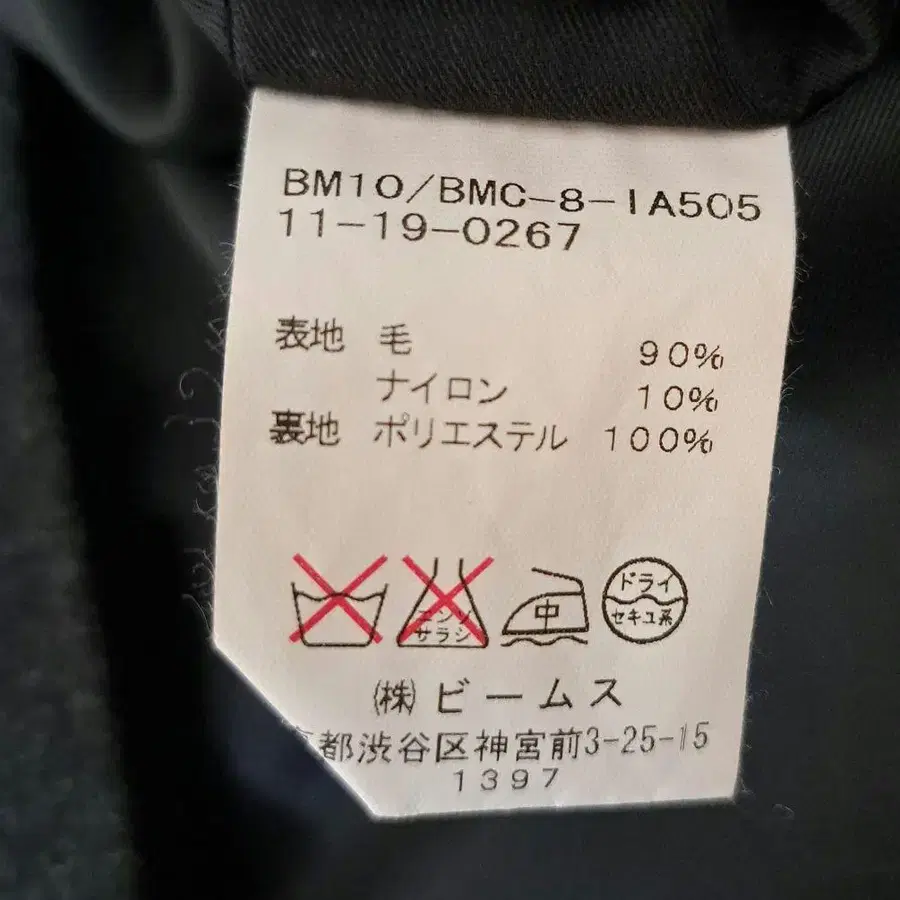 BM10/BMC-8-IA505
11-19-0267
表地 毛 90%
ナイロン 10%
裏地 ポリエステル 100%
エンソ
サラシ
中
ドライ
セキユ系
㈱ビームス
都渋谷区神宮前3-25-15
1397